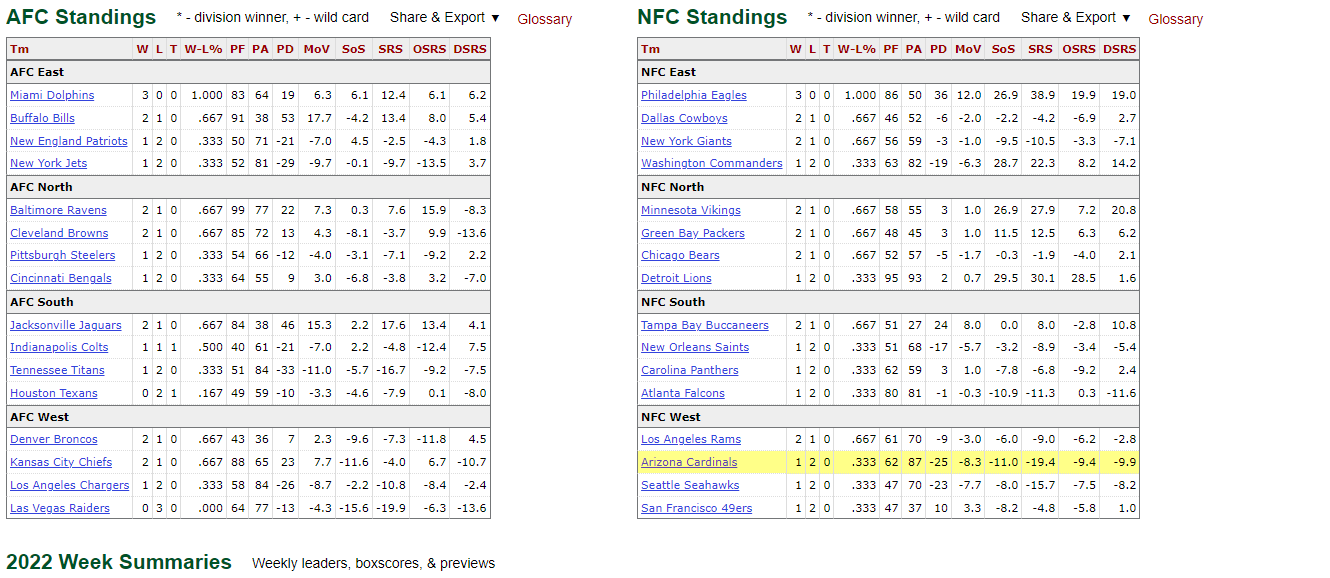 AFC Standings * - division winner, + - wild card Share & Export ▼ Glossary
Tm W L T W-L% PF PA PD MoV SoS SRS OSRS DSRS
AFC East
Miami Dolphins 3 0 0 1.000 83 64 19 6.3 6.1 12.4 6.1 6.2
Buffalo Bills 2 1 0 .667 91 38 53 17.7 -4.2 13.4 8.0 5.4
New England Patriots 1 2 0 .333 50 71 -21 -7.0 4.5 -2.5 -4.3 1.8
New York Jets 1 2 0 .333 52 81 -29 -9.7 -0.1 -9.7 -13.5 3.7
AFC North
Baltimore Ravens 2 1 0 .667 99 77 22 7.3 0.3 7.6 15.9 -8.3
Cleveland Browns 2 1 0 .667 85 72 13 4.3 -8.1 -3.7 9.9 -13.6
Pittsburgh Steelers 1 2 0 .333 54 66 -12 -4.0 -3.1 -7.1 -9.2 2.2
Cincinnati Bengals 1 2 0 .333 64 55 9 3.0 -6.8 -3.8 3.2 -7.0
AFC South
Jacksonville Jaguars 2 1 0 .667 84 38 46 15.3 2.2 17.6 13.4 4.1
Indianapolis Colts 1 1 1 .500 40 61 -21 -7.0 2.2 -4.8 -12.4 7.5
Tennessee Titans 1 2 0 .333 51 84 -33 -11.0 -5.7 -16.7 -9.2 -7.5
Houston Texans 0 2 1 .167 49 59 -10 -3.3 -4.6 -7.9 0.1 -8.0
AFC West
Denver Broncos 2 1 0 .667 43 36 7 2.3 -9.6 -7.3 -11.8 4.5
Kansas City Chiefs 2 1 0 .667 88 65 23 7.7 -11.6 -4.0 6.7 -10.7
Los Angeles Chargers 1 2 0 .333 58 84 -26 -8.7 -2.2 -10.8 -8.4 -2.4
Las Vegas Raiders 0 3 0 .000 64 77 -13 -4.3 -15.6 -19.9 -6.3 -13.6
NFC Standings * - division winner, + - wild card Share & Export ▼ Glossary
Tm W L T W-L% PF PA PD MoV SoS SRS OSRS DSRS
NFC East
Philadelphia Eagles 3 0 0 1.000 86 50 36 12.0 26.9 38.9 19.9 19.0
Dallas Cowboys 2 1 0 .667 46 52 -6 -2.0 -2.2 -4.2 -6.9 2.7
New York Giants 2 1 0 .667 56 59 -3 -1.0 -9.5 -10.5 -3.3 -7.1
Washington Commanders 1 2 0 .333 63 82 -19 -6.3 28.7 22.3 8.2 14.2
NFC North
Minnesota Vikings 2 1 0 .667 58 55 3 1.0 26.9 27.9 7.2 20.8
Green Bay Packers 2 1 0 .667 48 45 3 1.0 11.5 12.5 6.3 6.2
Chicago Bears 2 1 0 .667 52 57 -5 -1.7 -0.3 -1.9 -4.0 2.1
Detroit Lions 1 2 0 .333 95 93 2 0.7 29.5 30.1 28.5 1.6
NFC South
Tampa Bay Buccaneers 2 1 0 .667 51 27 24 8.0 0.0 8.0 -2.8 10.8
New Orleans Saints 1 2 0 .333 51 68 -17 -5.7 -3.2 -8.9 -3.4 -5.4
Carolina Panthers 1 2 0 .333 62 59 3 1.0 -7.8 -6.8 -9.2 2.4
Atlanta Falcons 1 2 0 .333 80 81 -1 -0.3 -10.9 -11.3 0.3 -11.6
NFC West
Los Angeles Rams 2 1 0 .667 61 70 -9 -3.0 -6.0 -9.0 -6.2 -2.8
Arizona Cardinals 1 2 0 .333 62 87 -25 -8.3 -11.0 -19.4 -9.4 -9.9
Seattle Seahawks 1 2 0 .333 47 70 -23 -7.7 -8.0 -15.7 -7.5 -8.2
San Francisco 49ers 1 2 0 .333 47 37 10 3.3 -8.2 -4.8 -5.8 1.0
2022 Week Summaries Weekly leaders, boxscores, & previews